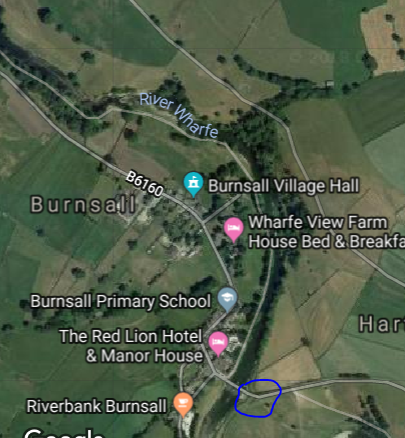 River Wharfe
B6160
Burnsall Village Hall
Burnsall
Wharfe View Farm
House Bed & Breakfa
Burnsall Primary School
Har
The Red Lion Hotel
& Manor House
Riverbank Burnsall
Google